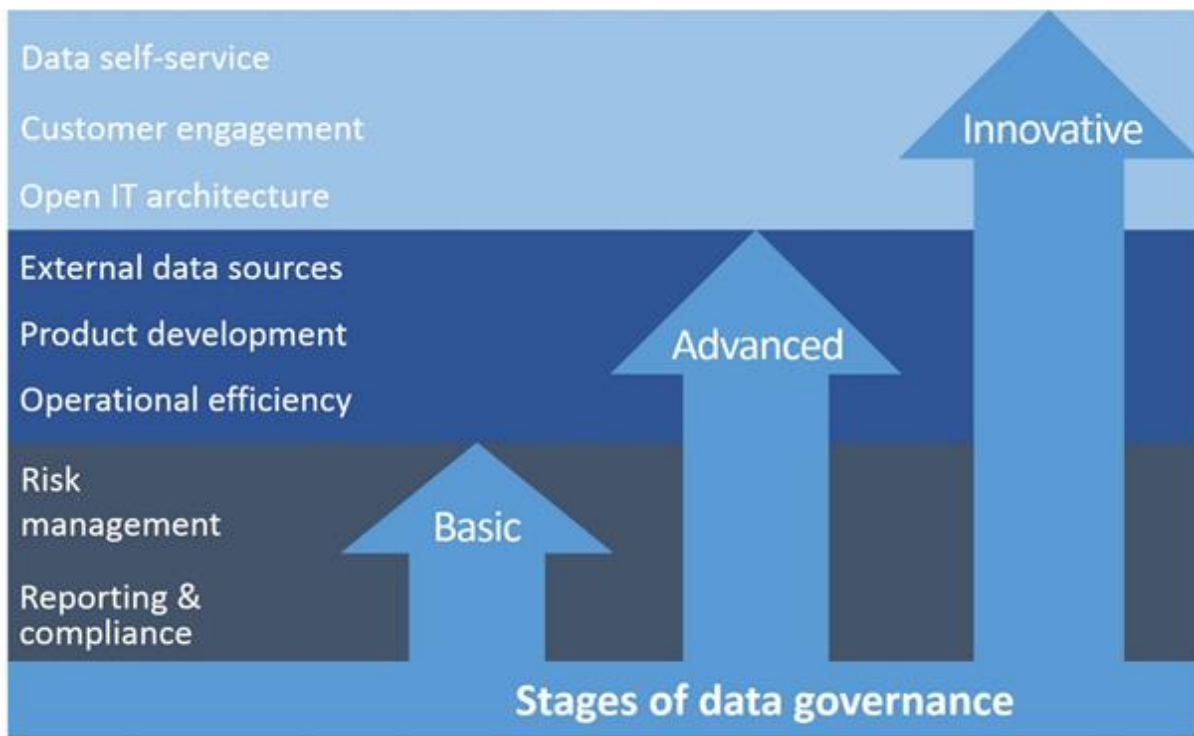 Data self-service
Customer engagement
Innovative
Open IT architecture
External data sources
Product development
Advanced
Operational efficiency
Risk
management
Basic
Reporting &
compliance
Stages of data governance